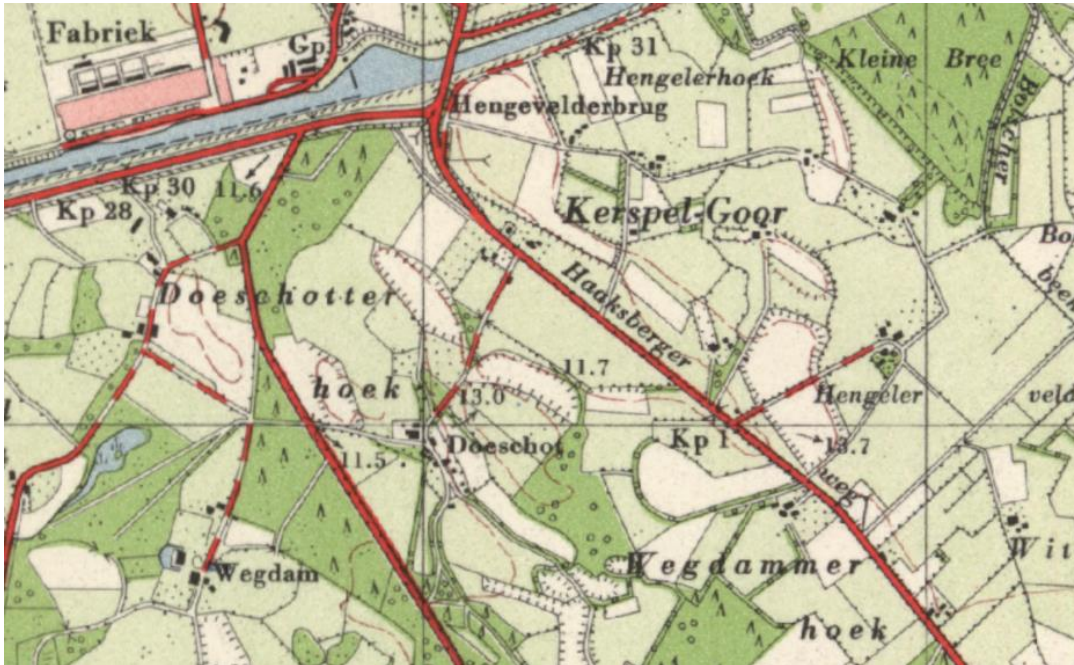 Fabriek
Gp
Kp 31
Hengelerhoek
Kleine Bree
Hengevelderbrug
Kp 30
11.6
Kp 28
Kerspel-Goor
Doeschotter
hoek
Haaksberger
weg
11.7
13.0
Hengeler
Kp 1
13.7
Doeschot
11.5
Wegdam
Wegdammer
hoek